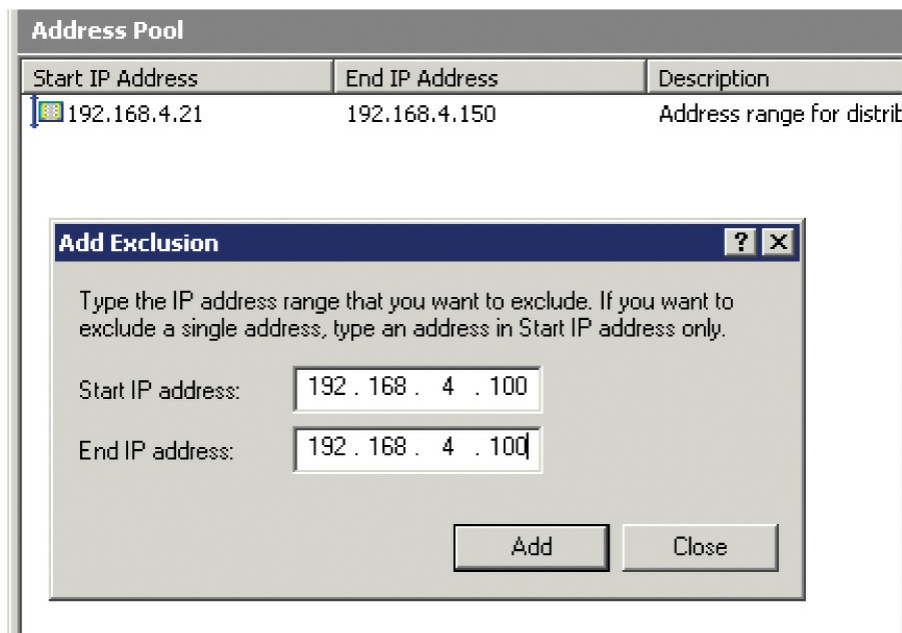 Address Pool
Start IP Address End IP Address Description
192.168.4.21 192.168.4.150 Address range for distrib
Add Exclusion
Type the IP address range that you want to exclude. If you want to
exclude a single address, type an address in Start IP address only.
Start IP address: 192 . 168 . 4 . 100
End IP address: 192 . 168 . 4 . 100
Add Close